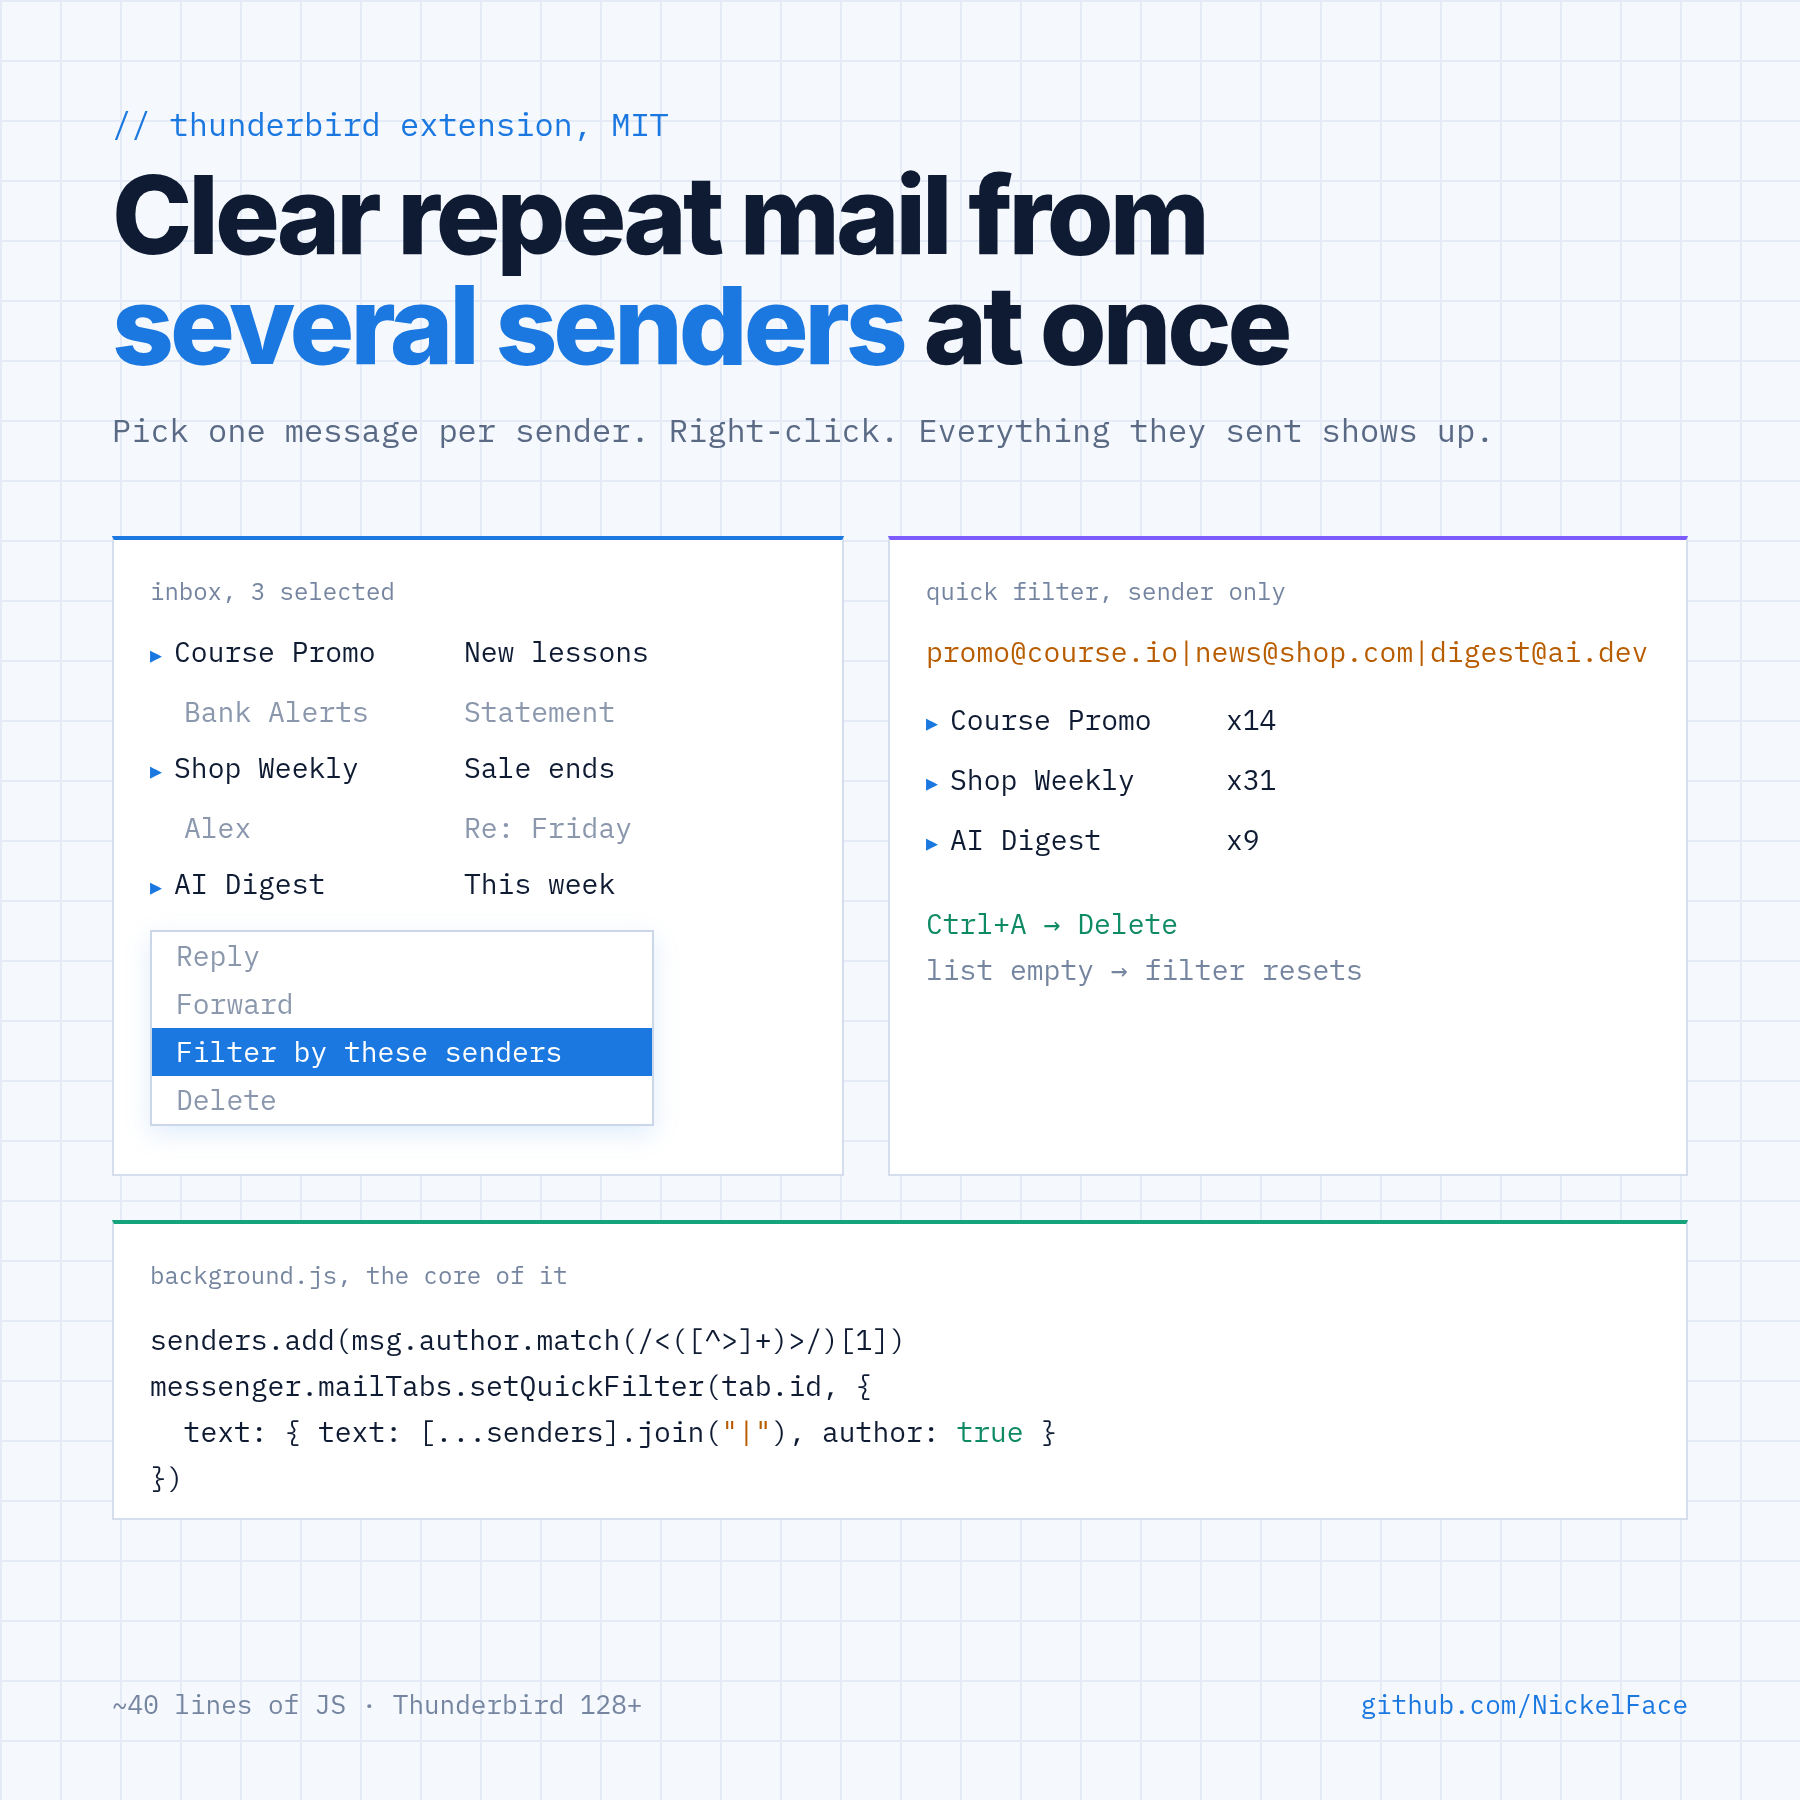 // thunderbird extension, MIT
Clear repeat mail from
several senders at once
Pick one message per sender. Right-click. Everything they sent shows up.
inbox, 3 selected
▶ Course Promo New lessons
Bank Alerts Statement
▶ Shop Weekly Sale ends
Alex Re: Friday
▶ AI Digest This week
Reply
Forward
Filter by these senders
Delete
quick filter, sender only
promo@course.io|news@shop.com|digest@ai.dev
▶ Course Promo x14
▶ Shop Weekly x31
▶ AI Digest x9
Ctrl+A → Delete
list empty → filter resets
background.js, the core of it
senders.add(msg.author.match(/<([^>]+)>/)[1])
messenger.mailTabs.setQuickFilter(tab.id, {
  text: { text: [...senders].join("|"), author: true }
})
~40 lines of JS · Thunderbird 128+
github.com/NickelFace